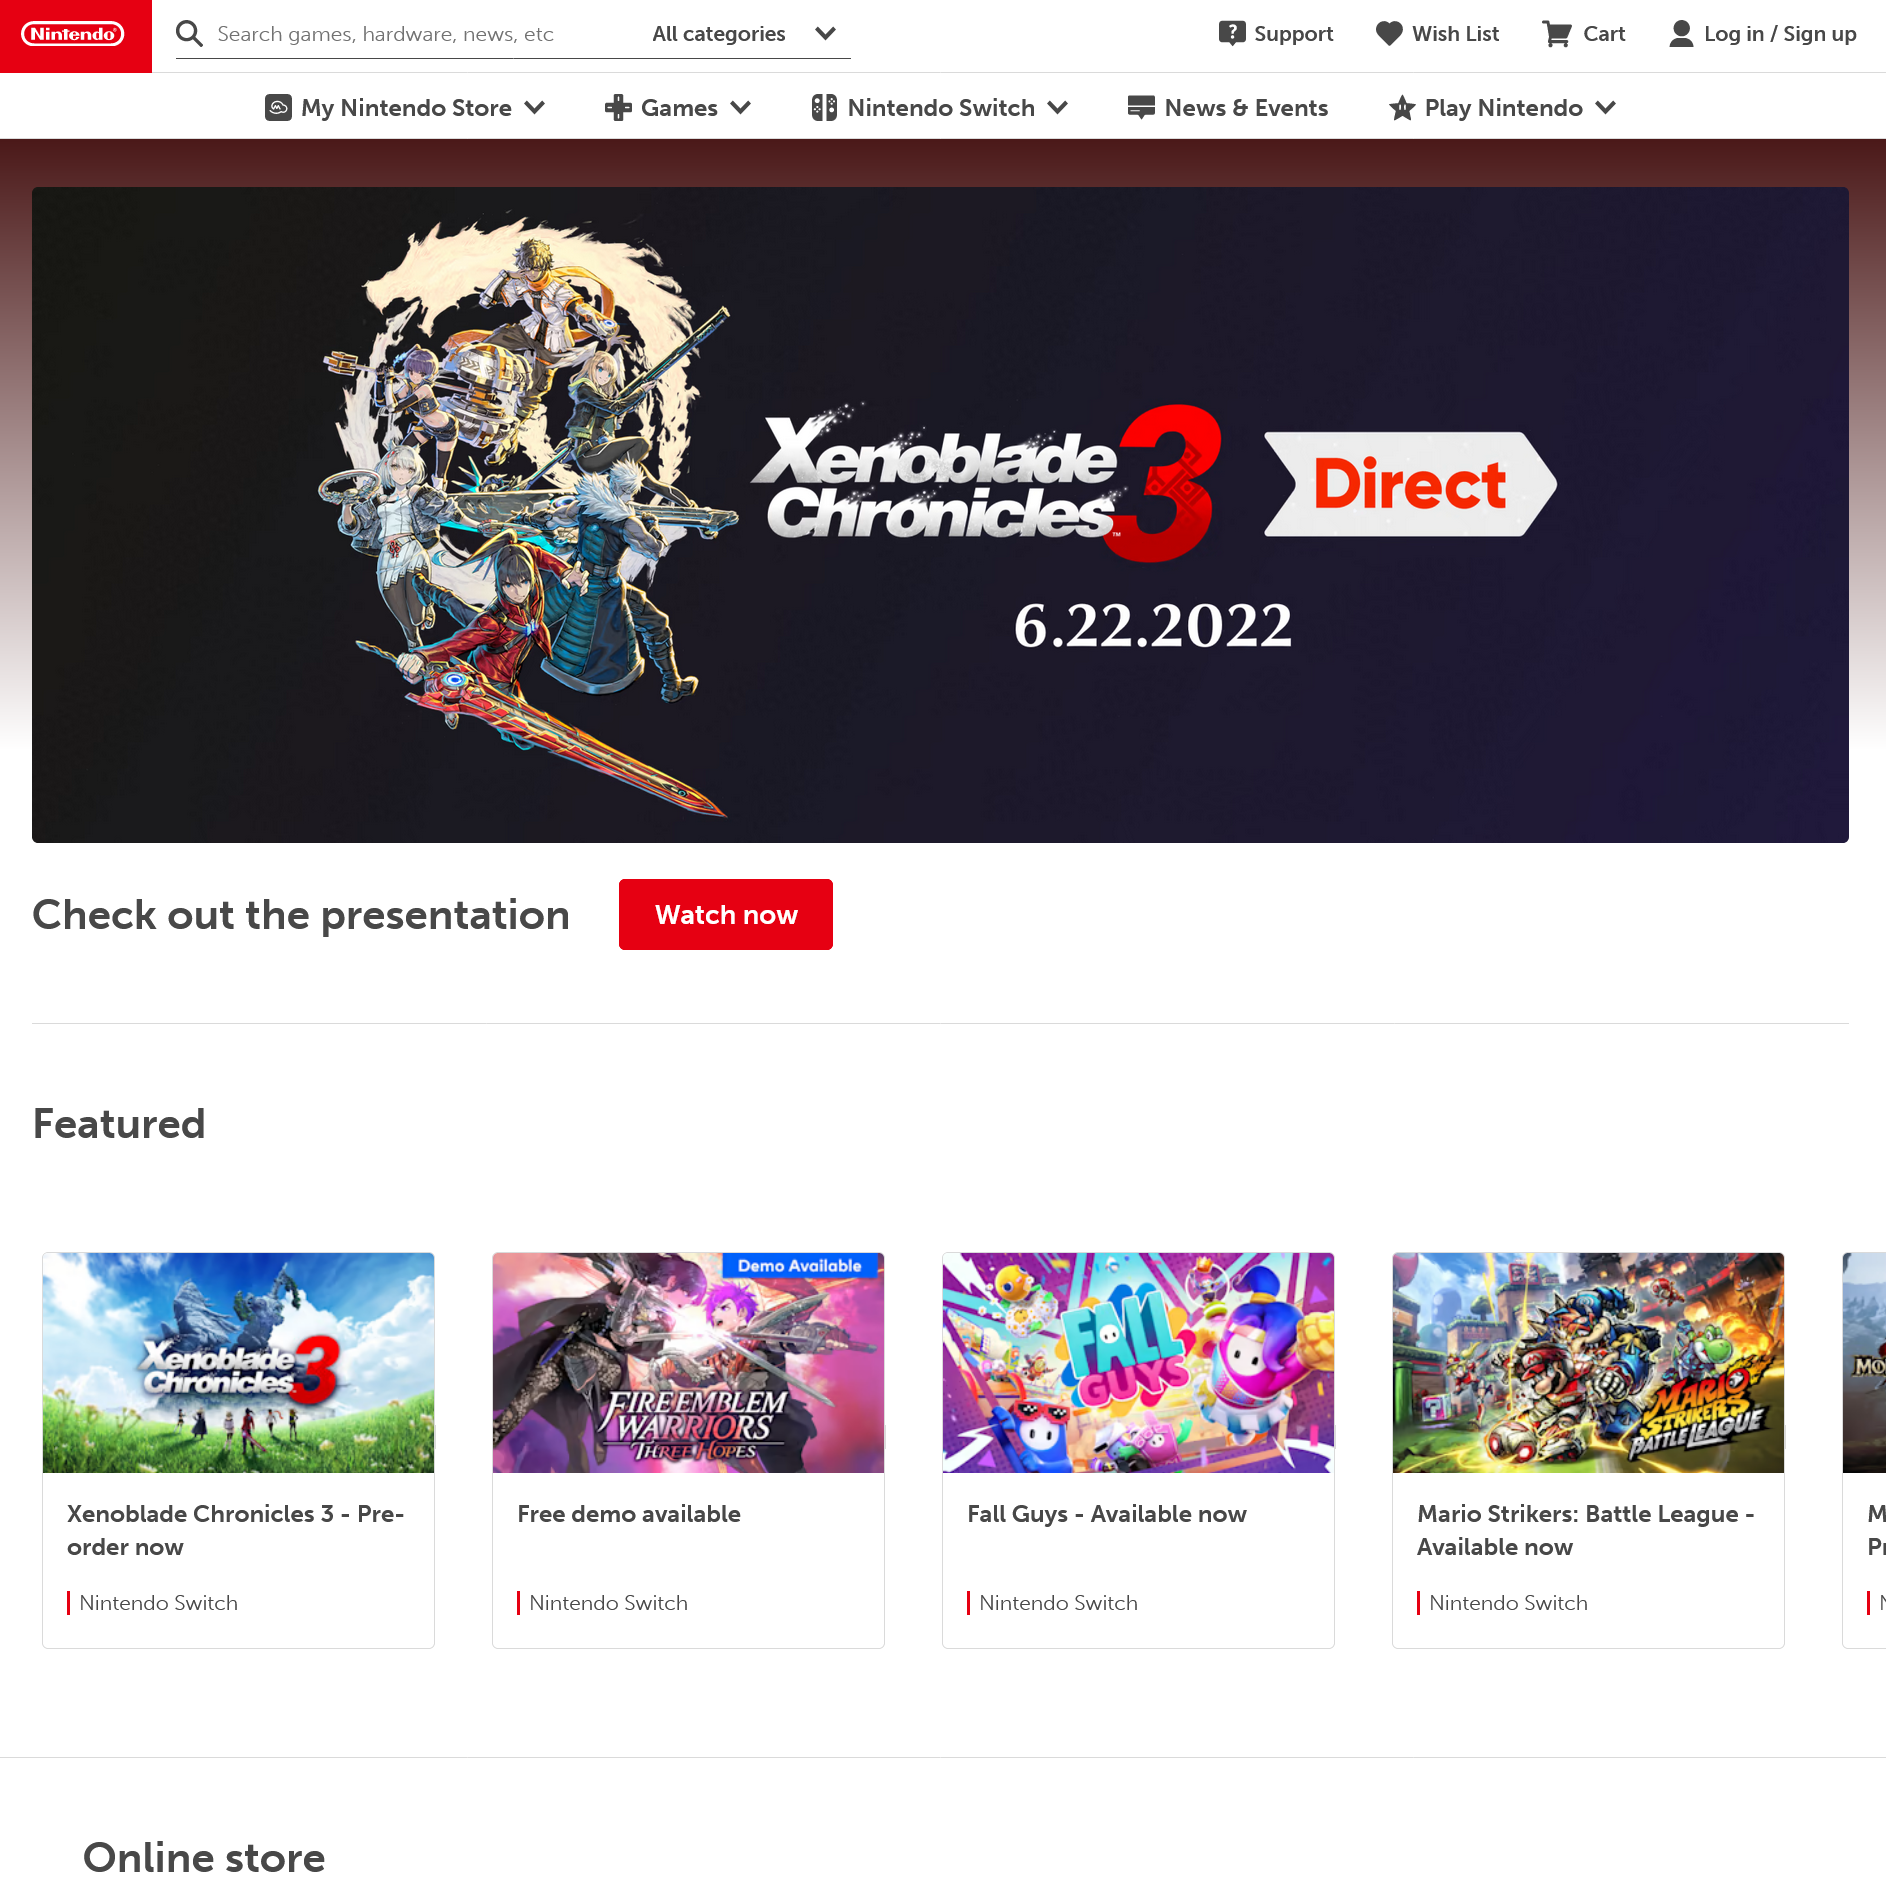 Nintendo
Search games, hardware, news, etc
All categories
Support
Wish List
Cart
Log in / Sign up
My Nintendo Store
Games
Nintendo Switch
News & Events
Play Nintendo
Xenoblade
Chronicles 3
Direct
6.22.2022
Check out the presentation
Watch now
Featured
Xenoblade
Chronicles 3
Demo Available
FIRE EMBLEM
WARRIORS
THREE HOPES
FALL
GUYS
MARIO
STRIKERS
BATTLE LEAGUE
Xenoblade Chronicles 3 - Pre-
order now
Nintendo Switch
Free demo available
Nintendo Switch
Fall Guys - Available now
Nintendo Switch
Mario Strikers: Battle League -
Available now
Nintendo Switch
Online store